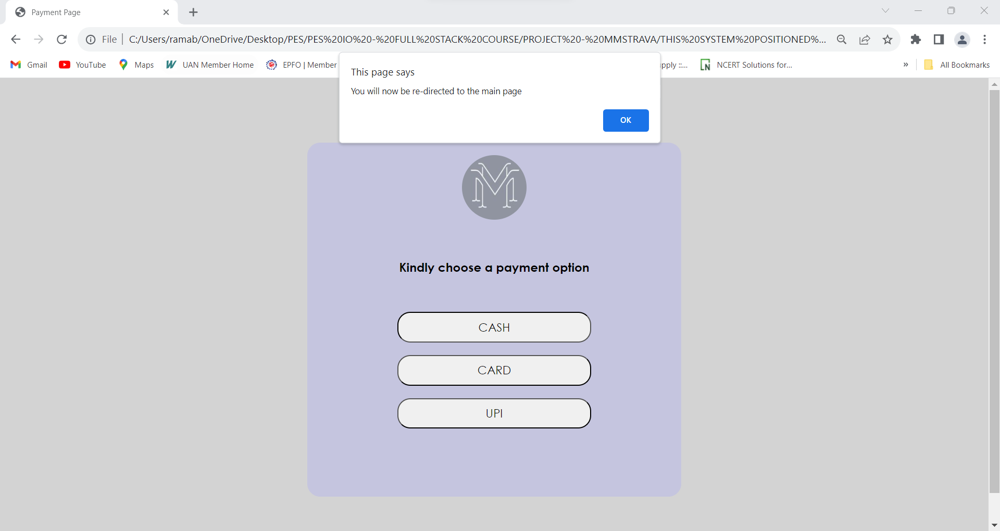 Payment Page
File C:/Users/ramab/OneDrive/Desktop/PES/PES%20IO%20-%20FULL%20STACK%20COURSE/PROJECT%20-%20MMSTRAVA/THIS%20SYSTEM%20POSITIONED%...
Gmail YouTube Maps UAN Member Home EPFO | Member pply ::... NCERT Solutions for... » All Bookmarks
This page says
You will now be re-directed to the main page
OK
M
Kindly choose a payment option
CASH
CARD
UPI